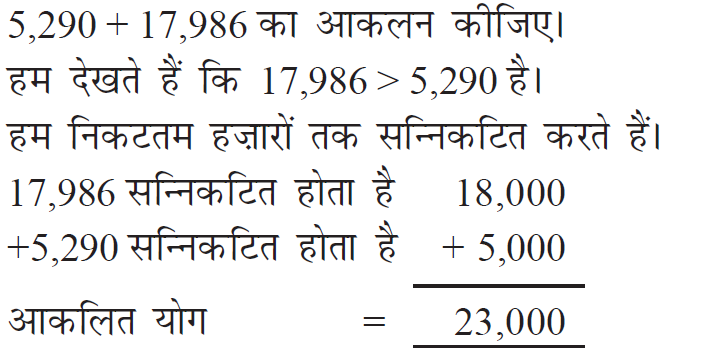 5,290 + 17,986 का आकलन कीजिए।
हम देखते हैं कि 17,986 > 5,290 है।
हम निकटतम हज़ारों तक सन्निकटित करते हैं।
17,986 सन्निकटित होता है 18,000
+5,290 सन्निकटित होता है + 5,000
आकलित योग = 23,000